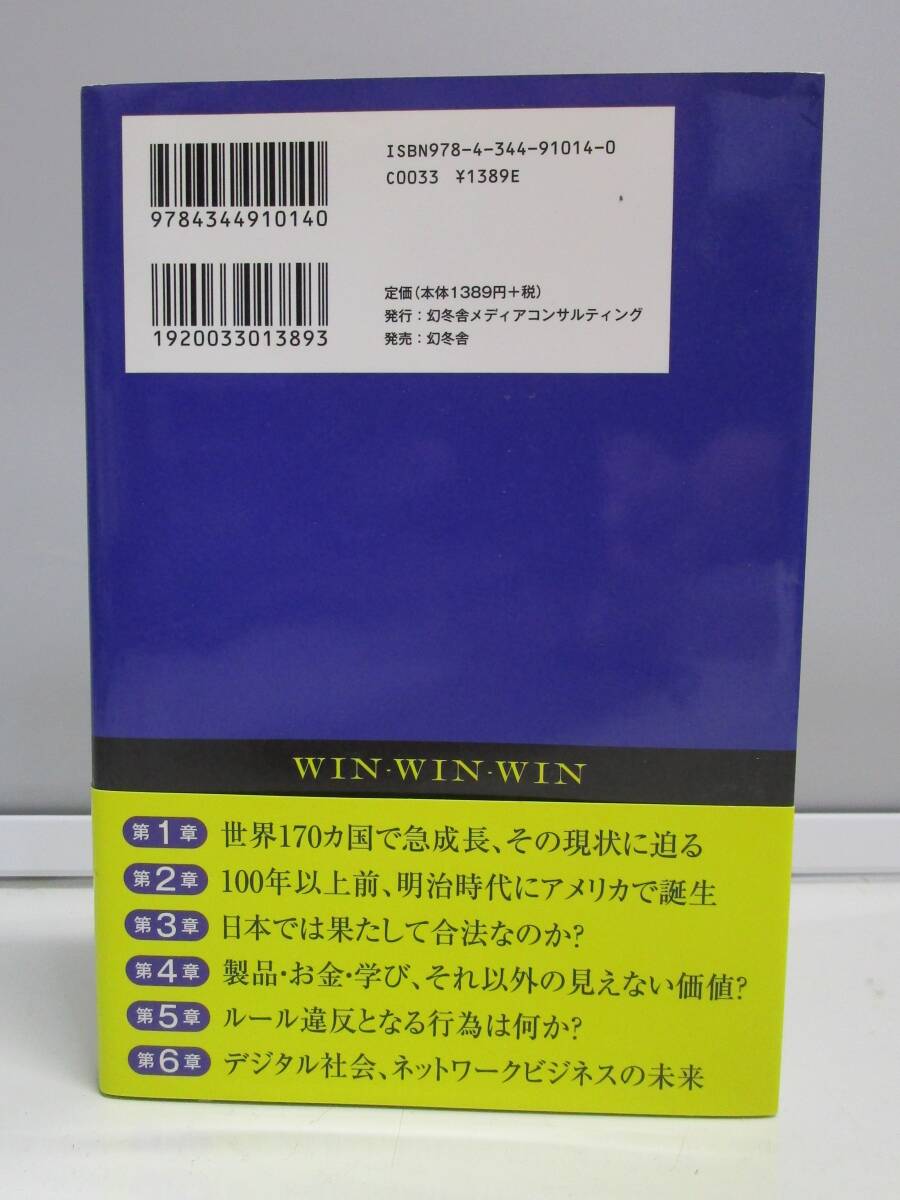 ISBN978-4-344-91014-0
C0033 ¥1389E
9784344910140
定価(本体1389円+税)
発行:幻冬舎メディアコンサルティング
発売:幻冬舎
1920033013893
WIN・WIN・WIN
第1章 世界170カ国で急成長、その現状に迫る
第2章 100年以上前、明治時代にアメリカで誕生
第3章 日本では果たして合法なのか?
第4章 製品・お金・学び、それ以外の見えない価値?
第5章 ルール違反となる行為は何か?
第6章 デジタル社会、ネットワークビジネスの未来